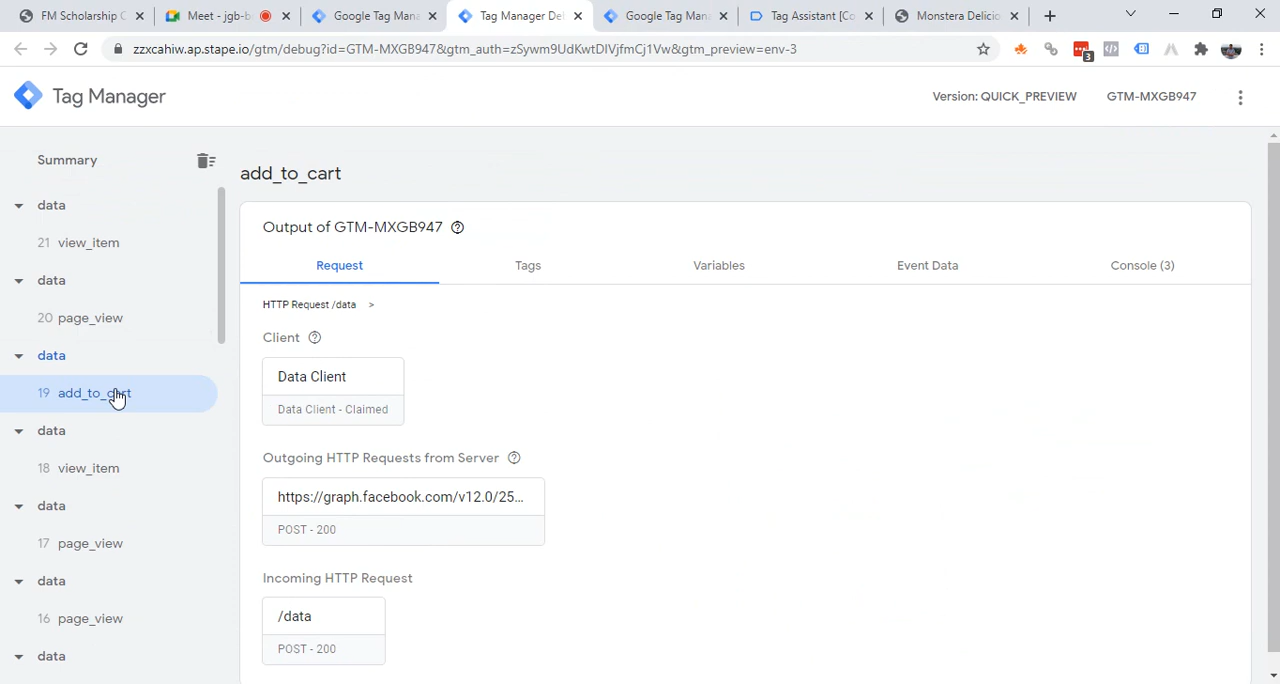 FM Scholarship C
Meet - jgb-b
Google Tag Mana
Tag Manager De
Google Tag Man
Tag Assistant [Co
Monstera Delicio
zzxcahiw.ap.stape.io/gtm/debug?id=GTM-MXGB947&gtm_auth=zSywm9UdKwtDIVjfmCj1Vw&gtm_preview=env-3
3
Tag Manager
Version: QUICK_PREVIEW
GTM-MXGB947
Summary
data
21 view_item
data
20 page_view
data
19 add_to_cart
data
18 view_item
data
17 page_view
data
16 page_view
data
add_to_cart
Output of GTM-MXGB947
Request
Tags
Variables
Event Data
Console (3)
HTTP Request /data >
Client
Data Client
Data Client - Claimed
Outgoing HTTP Requests from Server
https://graph.facebook.com/v12.0/25...
POST - 200
Incoming HTTP Request
/data
POST - 200